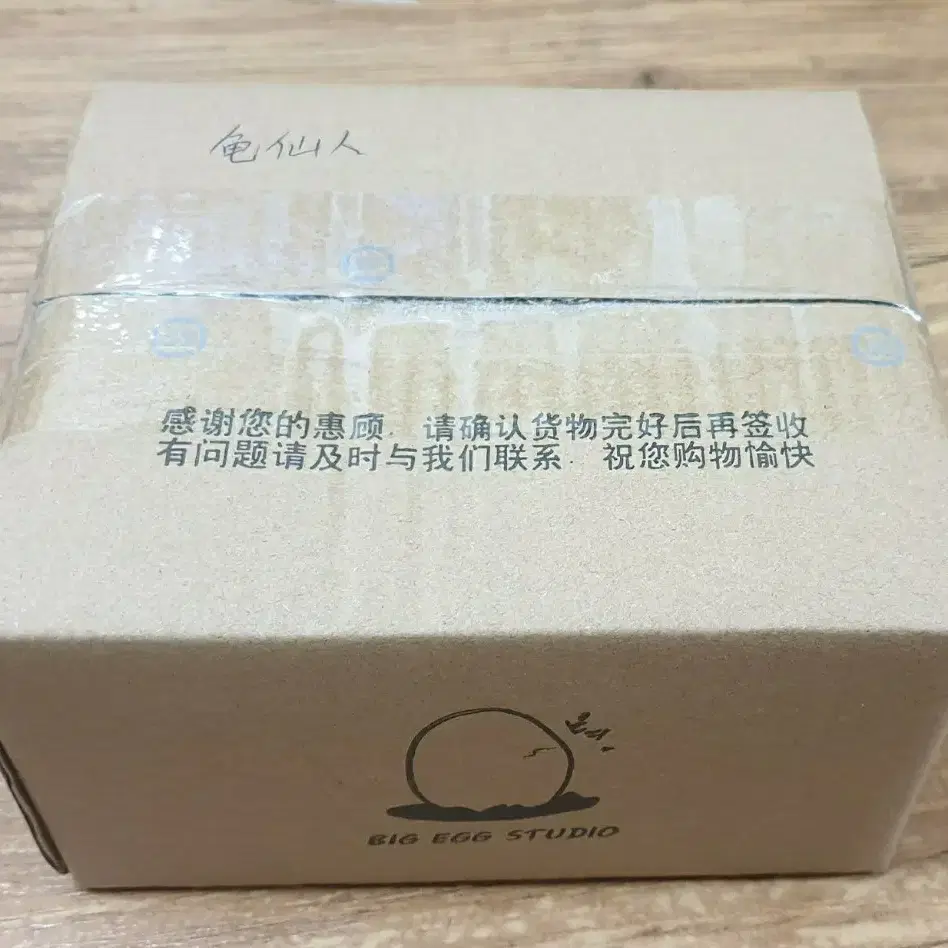 龟仙人
感谢您的惠顾. 请确认货物完好后再签收
有问题请及时与我们联系. 祝您购物愉快
BIG EGG STUDIO